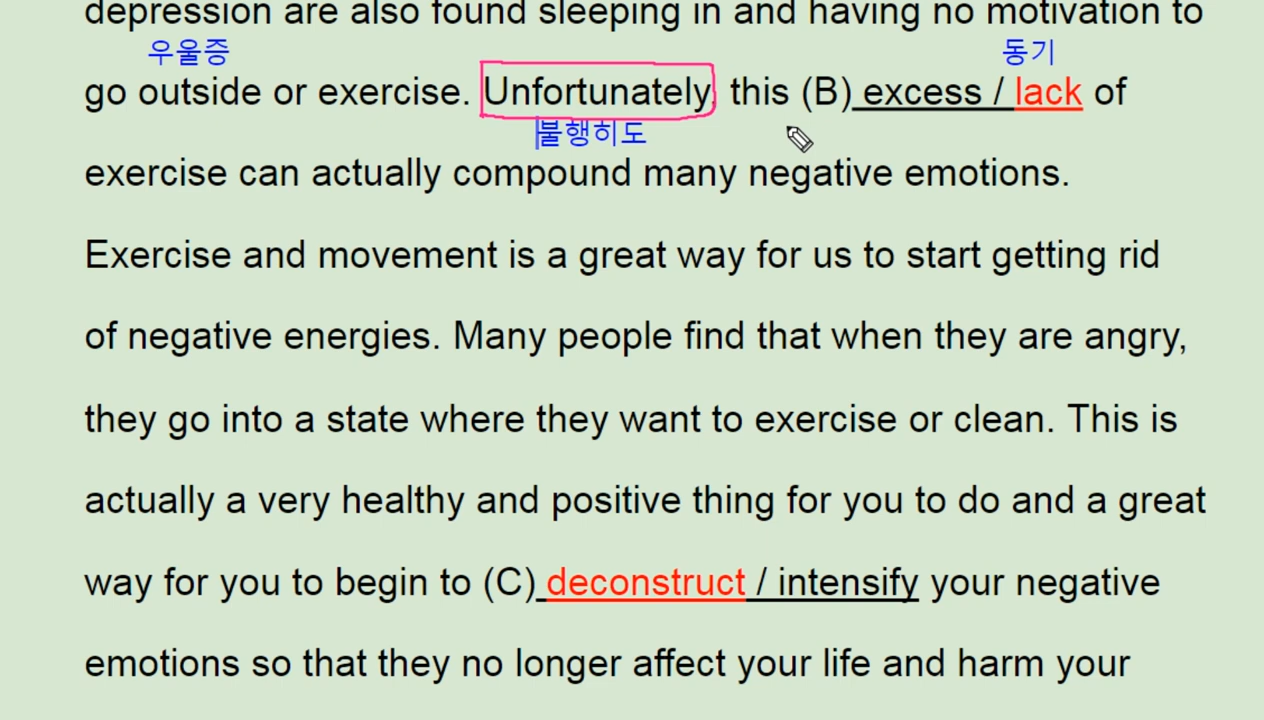 depression are also found sleeping in and having no motivation to
우울증 동기
go outside or exercise. Unfortunately, this (B) excess / lack of
불행히도
exercise can actually compound many negative emotions.
Exercise and movement is a great way for us to start getting rid
of negative energies. Many people find that when they are angry,
they go into a state where they want to exercise or clean. This is
actually a very healthy and positive thing for you to do and a great
way for you to begin to (C) deconstruct / intensify your negative
emotions so that they no longer affect your life and harm your